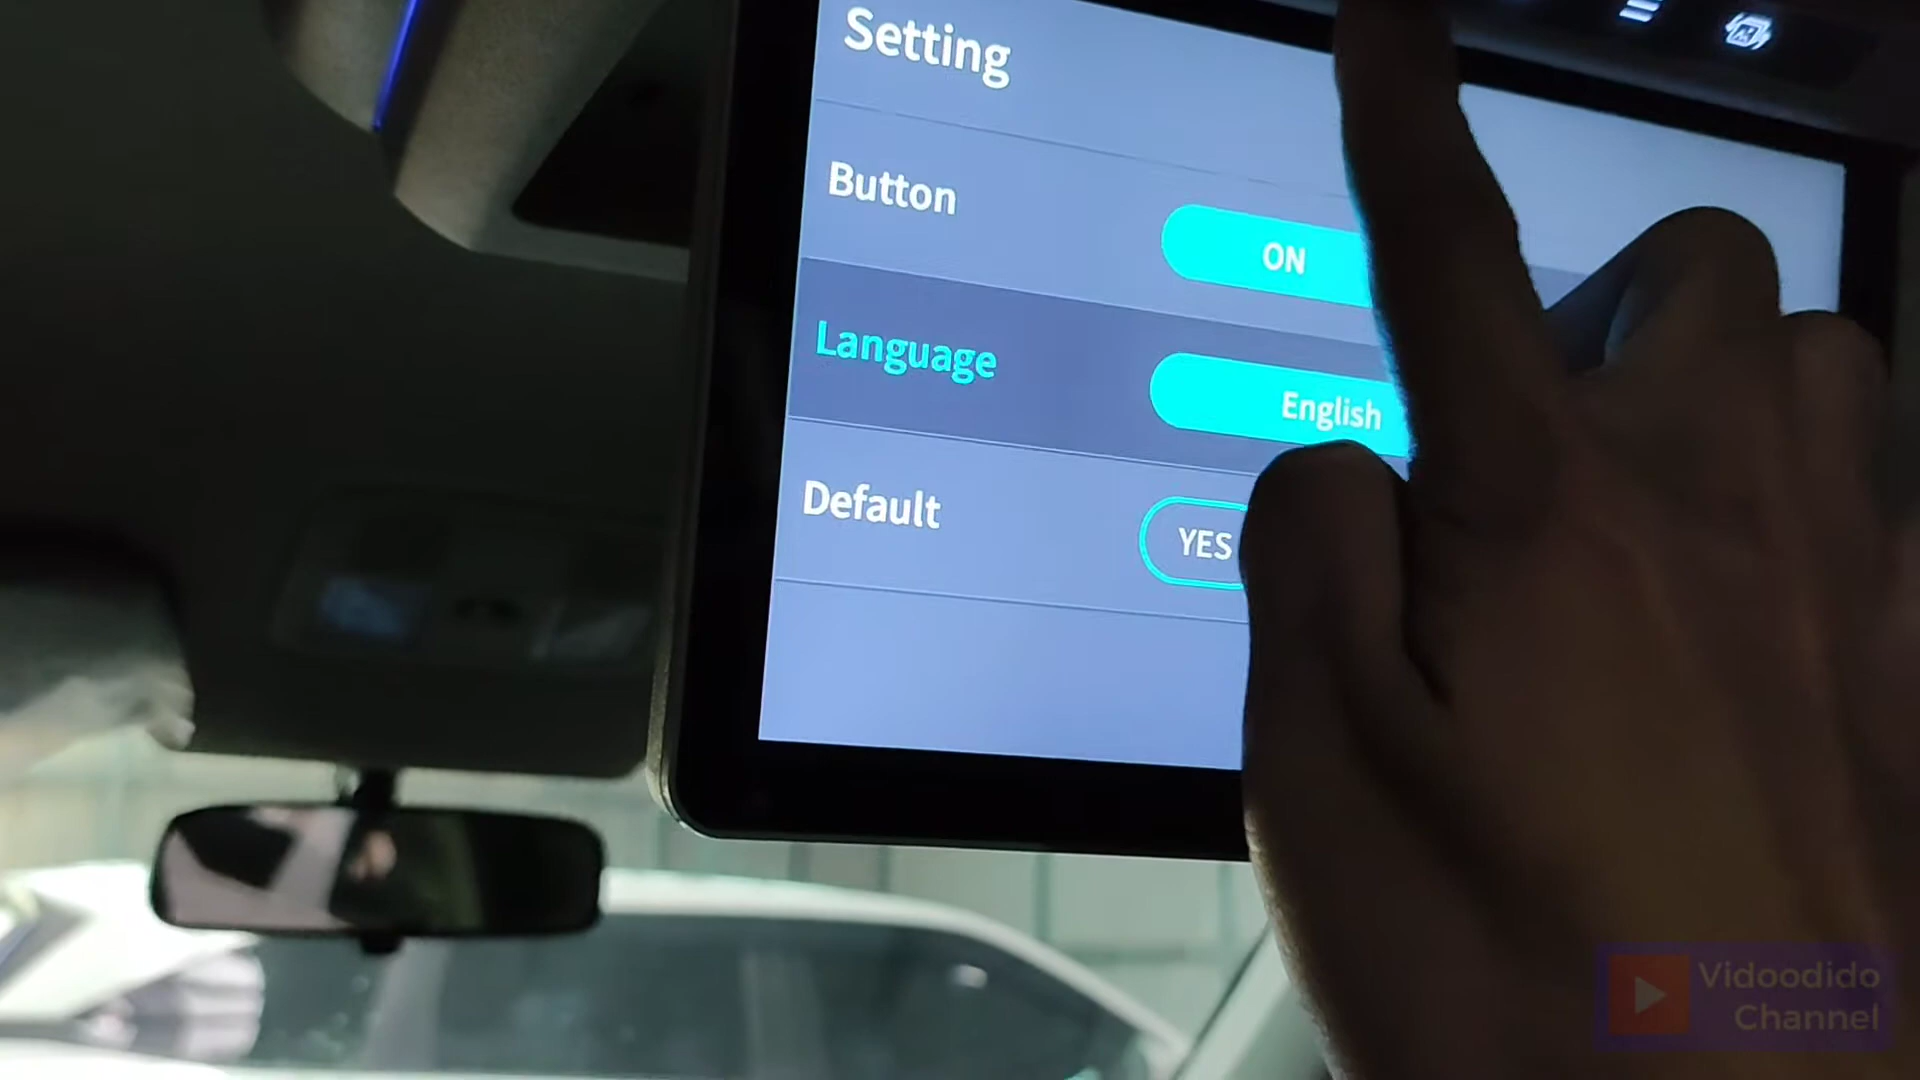 Setting
Button
ON
Language
English
Default
YES
Vidoodido
Channel